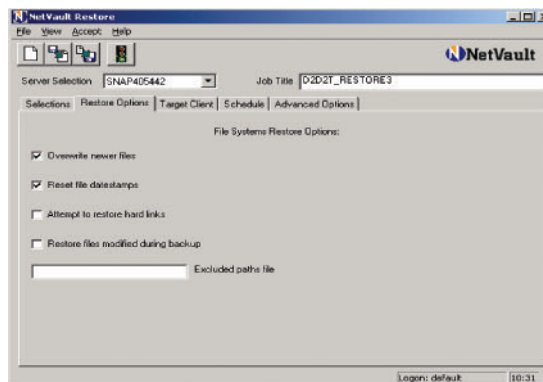 NetVault Restore
File View Accept Help
NetVault
Server Selection SNAP405442 Job Title D2D2T_RESTORE3
Selections Restore Options Target Client Schedule Advanced Options
File Systems Restore Options:
Overwrite newer files
Reset file datestamps
Attempt to restore hard links
Restore files modified during backup
Excluded paths file
Logon: default 10:31